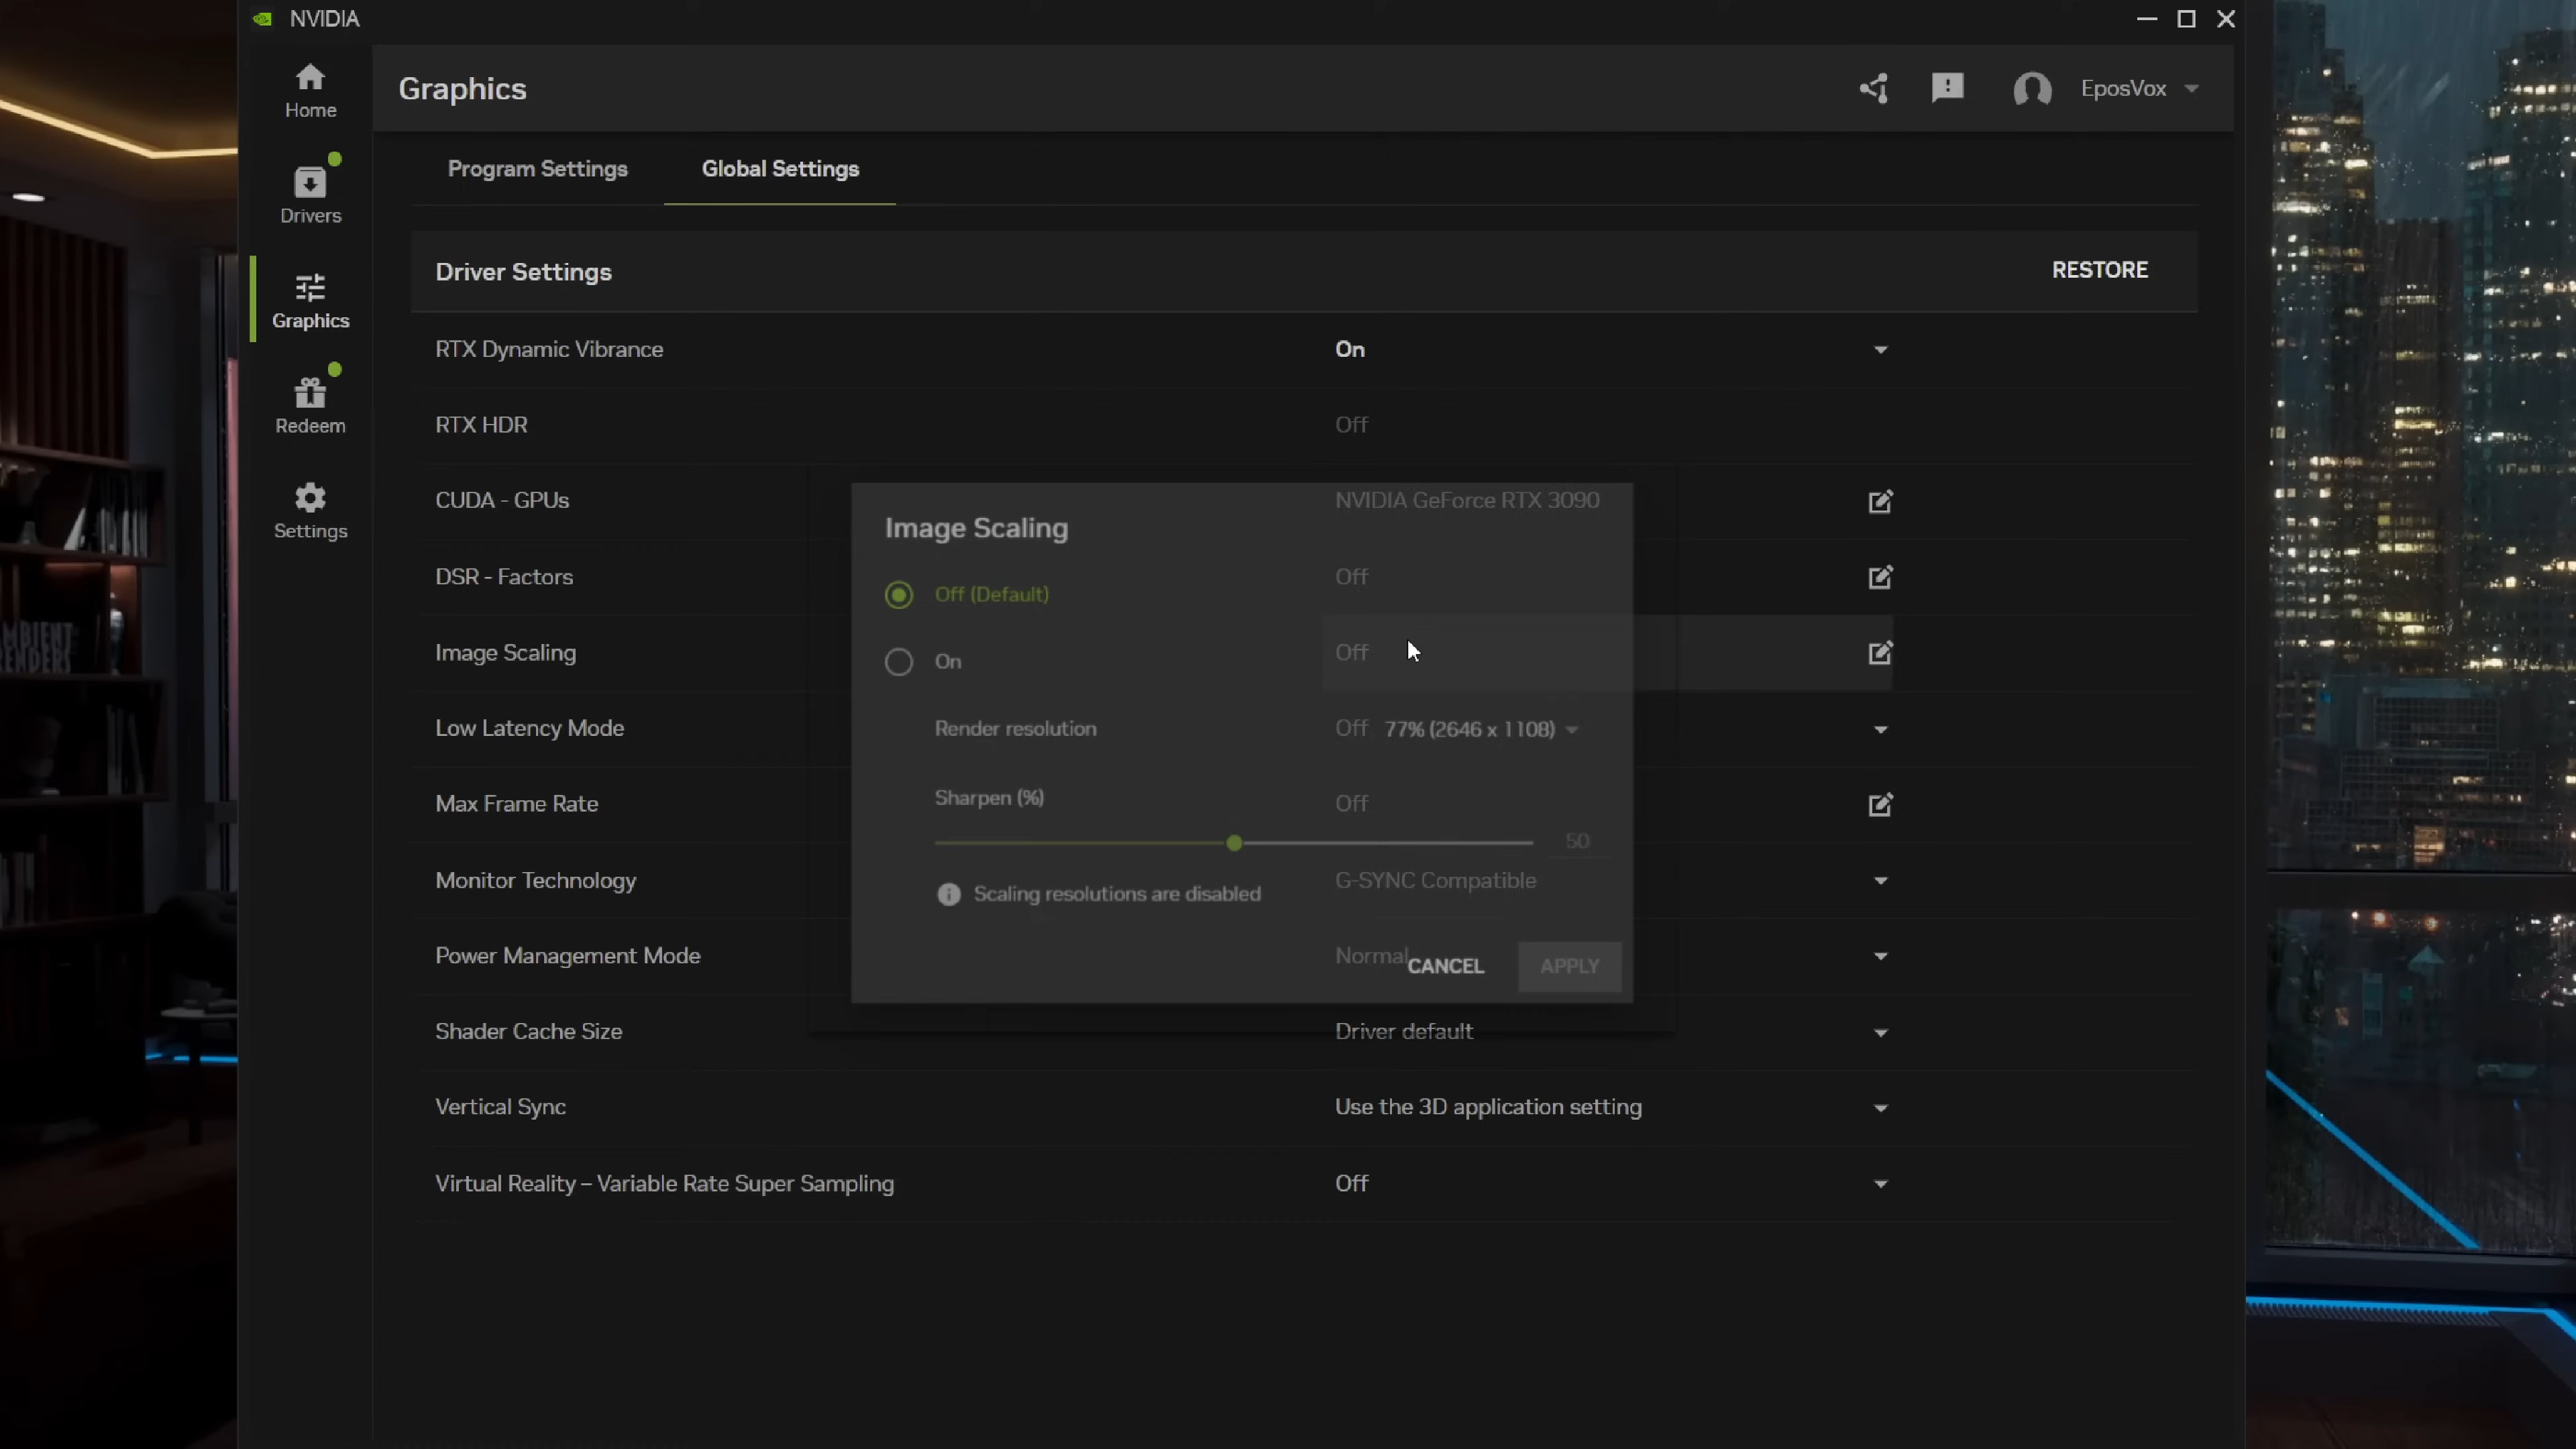 NVIDIA
Home
Drivers
Graphics
Redeem
Settings
Graphics
EposVox
Program Settings
Global Settings
Driver Settings
RESTORE
RTX Dynamic Vibrance
On
RTX HDR
Off
CUDA - GPUs
NVIDIA GeForce RTX 3090
DSR - Factors
Off
Image Scaling
Off
Low Latency Mode
Off
Max Frame Rate
Off
Monitor Technology
G-SYNC Compatible
Power Management Mode
Normal
Shader Cache Size
Driver default
Vertical Sync
Use the 3D application setting
Virtual Reality – Variable Rate Super Sampling
Off
Image Scaling
Off (Default)
On
Render resolution
77% (2646 x 1108)
Sharpen (%)
50
Scaling resolutions are disabled
CANCEL
APPLY
AMBIENT
RENDERS